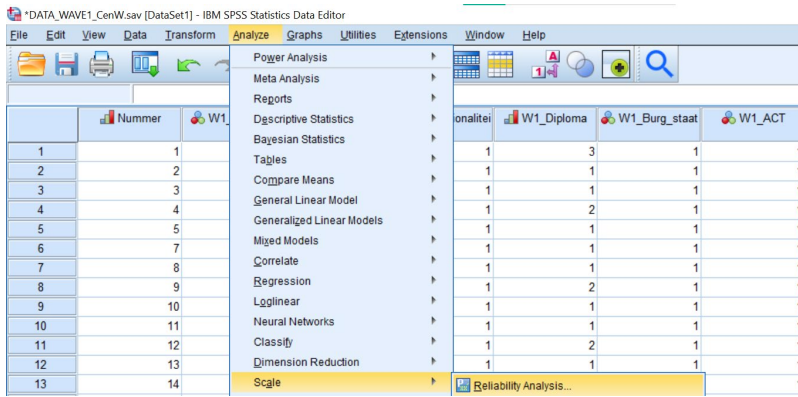 *DATA_WAVE1_CenW.sav [DataSet1] - IBM SPSS Statistics Data Editor
File Edit View Data Transform Analyze Graphs Utilities Extensions Window Help
Power Analysis
Meta Analysis
Reports
Descriptive Statistics
Bayesian Statistics
Tables
Compare Means
General Linear Model
Generalized Linear Models
Mixed Models
Correlate
Regression
Loglinear
Neural Networks
Classify
Dimension Reduction
Scale
Reliability Analysis...
A
1
Nummer W1_ ionalitei W1_Diploma W1_Burg_staat W1_ACT
1 1 1 3 1
2 2 1 1 1
3 3 1 1 1
4 4 1 2 1
5 5 1 1 1
6 7 1 1 1
7 8 1 1 1
8 9 1 2 1
9 10 1 1 1
10 11 1 1 1
11 12 1 2 1
12 13 1 1 1
13 14